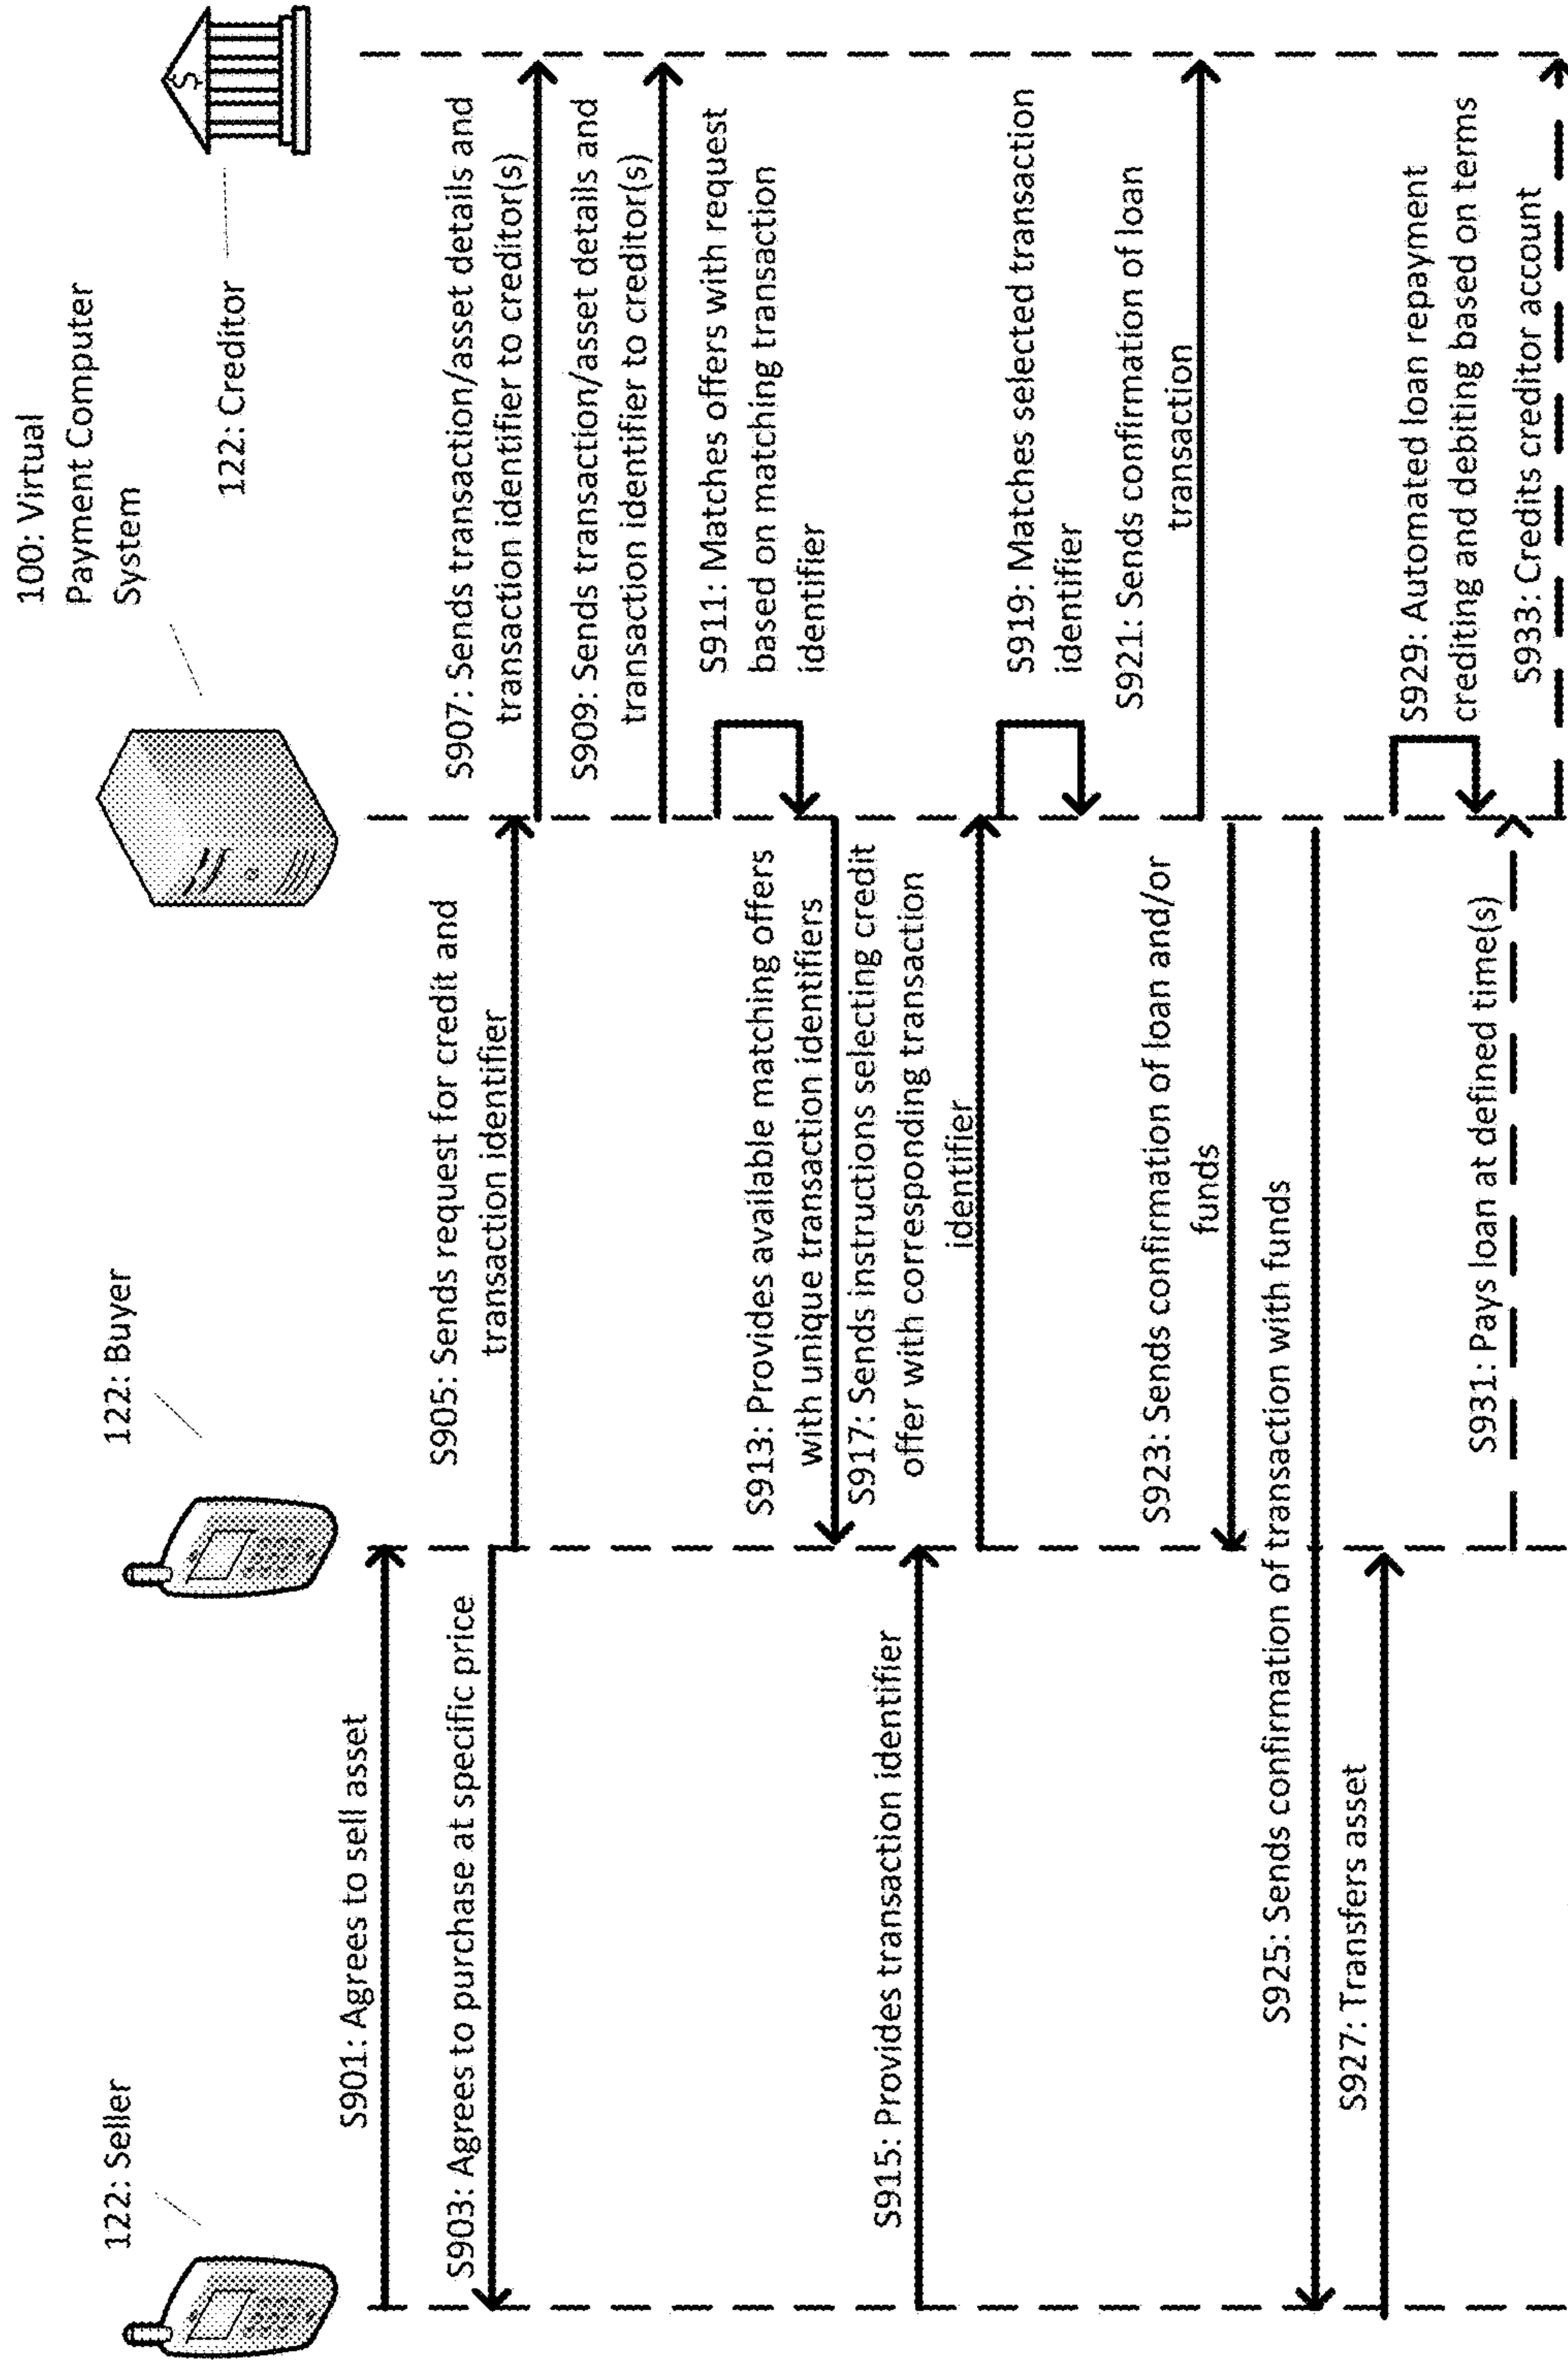 122: Seller
122: Buyer
100: Virtual
Payment Computer
System
122: Creditor
S901: Agrees to sell asset
S903: Agrees to purchase at specific price
S905: Sends request for credit and
transaction identifier
S907: Sends transaction/asset details and
transaction identifier to creditor(s)
S909: Sends transaction/asset details and
transaction identifier to creditor(s)
S911: Matches offers with request
based on matching transaction
identifier
S913: Provides available matching offers
with unique transaction identifiers
S915: Provides transaction identifier
S917: Sends instructions selecting credit
offer with corresponding transaction
identifier
S919: Matches selected transaction
identifier
S921: Sends confirmation of loan
transaction
S923: Sends confirmation of loan and/or
funds
S925: Sends confirmation of transaction with funds
S927: Transfers asset
S929: Automated loan repayment
crediting and debiting based on terms
S931: Pays loan at defined time(s)
S933: Credits creditor account
$